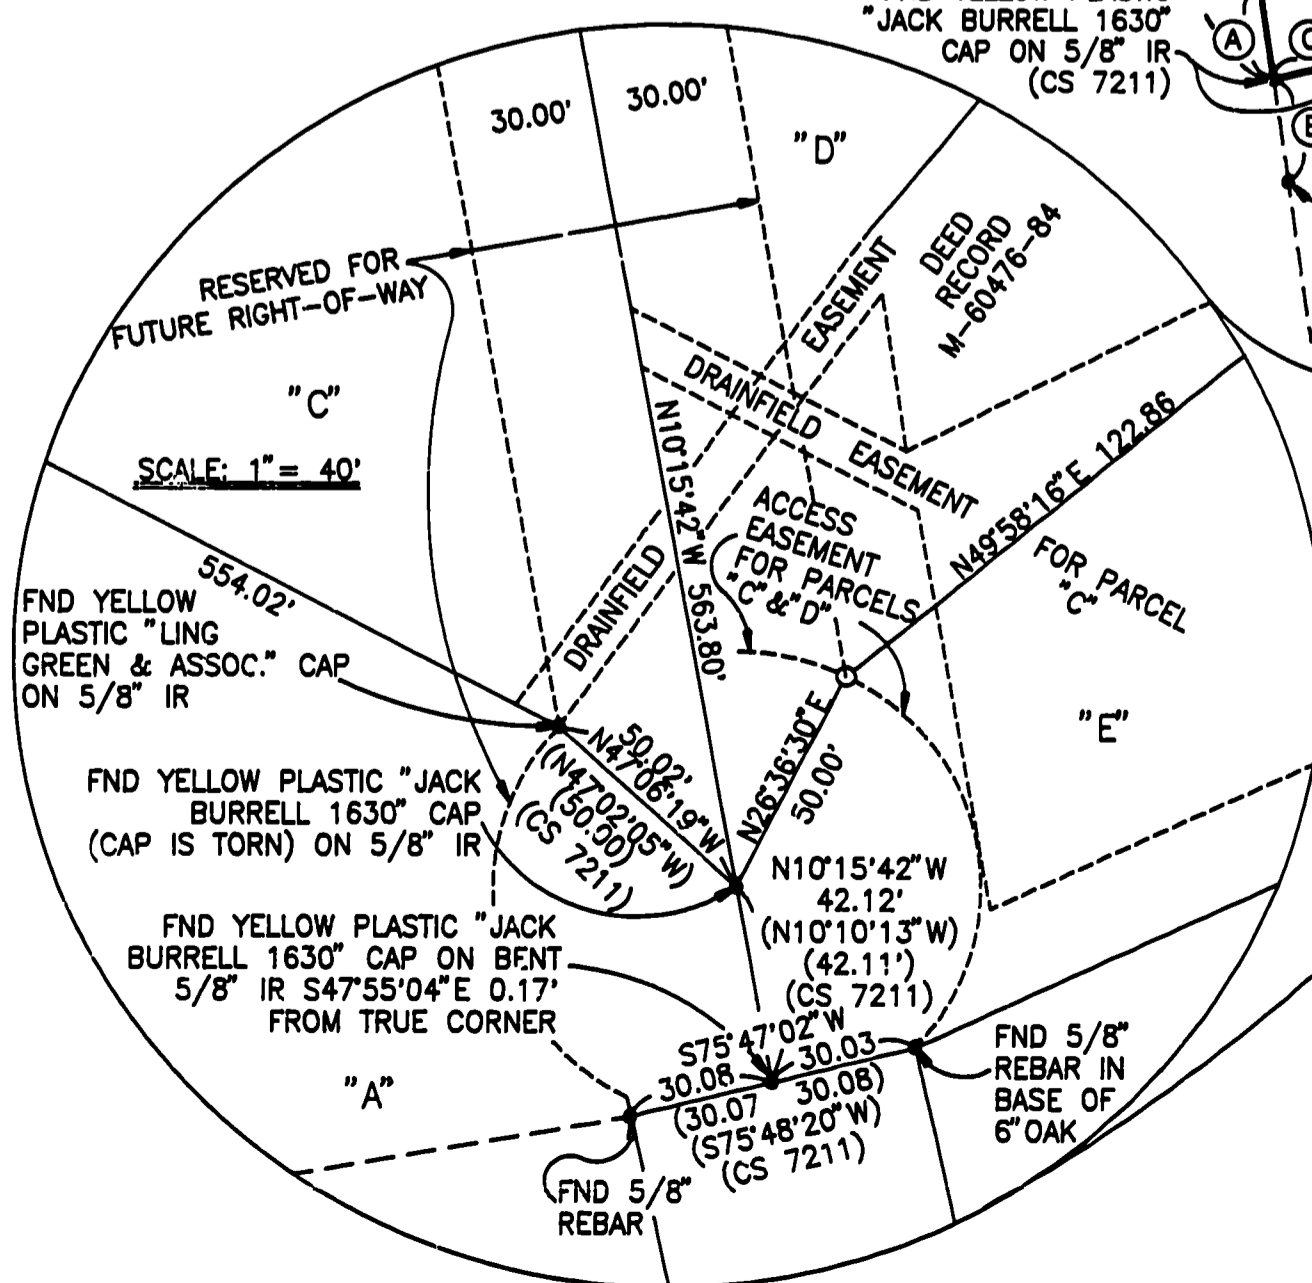 "JACK BURRELL 1630"
CAP ON 5/8" IR
(CS 7211)
A
30.00'
30.00'
"D"
RESERVED FOR
FUTURE RIGHT-OF-WAY
"C"
SCALE: 1"= 40'
EASEMENT
DEED
RECORD
M-60476-84
DRAINFIELD
EASEMENT
N10°15'42"W 563.80'
ACCESS
EASEMENT
FOR PARCELS
"C" & "D"
N49°58'16"E 122.86
FOR PARCEL
"C"
DRAINFIELD
554.02'
FND YELLOW
PLASTIC "LING
GREEN & ASSOC." CAP
ON 5/8" IR
"E"
50.02'
N47°06'19"W
(N47°02'05"W)
(50.00)
(CS 7211)
N26°36'30"E
50.00'
FND YELLOW PLASTIC "JACK
BURRELL 1630" CAP
(CAP IS TORN) ON 5/8" IR
N10°15'42"W
42.12'
(N10°10'13"W)
(42.11')
(CS 7211)
FND YELLOW PLASTIC "JACK
BURRELL 1630" CAP ON BENT
5/8" IR S47°55'04"E 0.17'
FROM TRUE CORNER
S75°47'02"W
30.08 30.03
(30.07 30.08)
(S75°48'20"W)
(CS 7211)
"A"
FND 5/8"
REBAR IN
BASE OF
6"OAK
FND 5/8"
REBAR